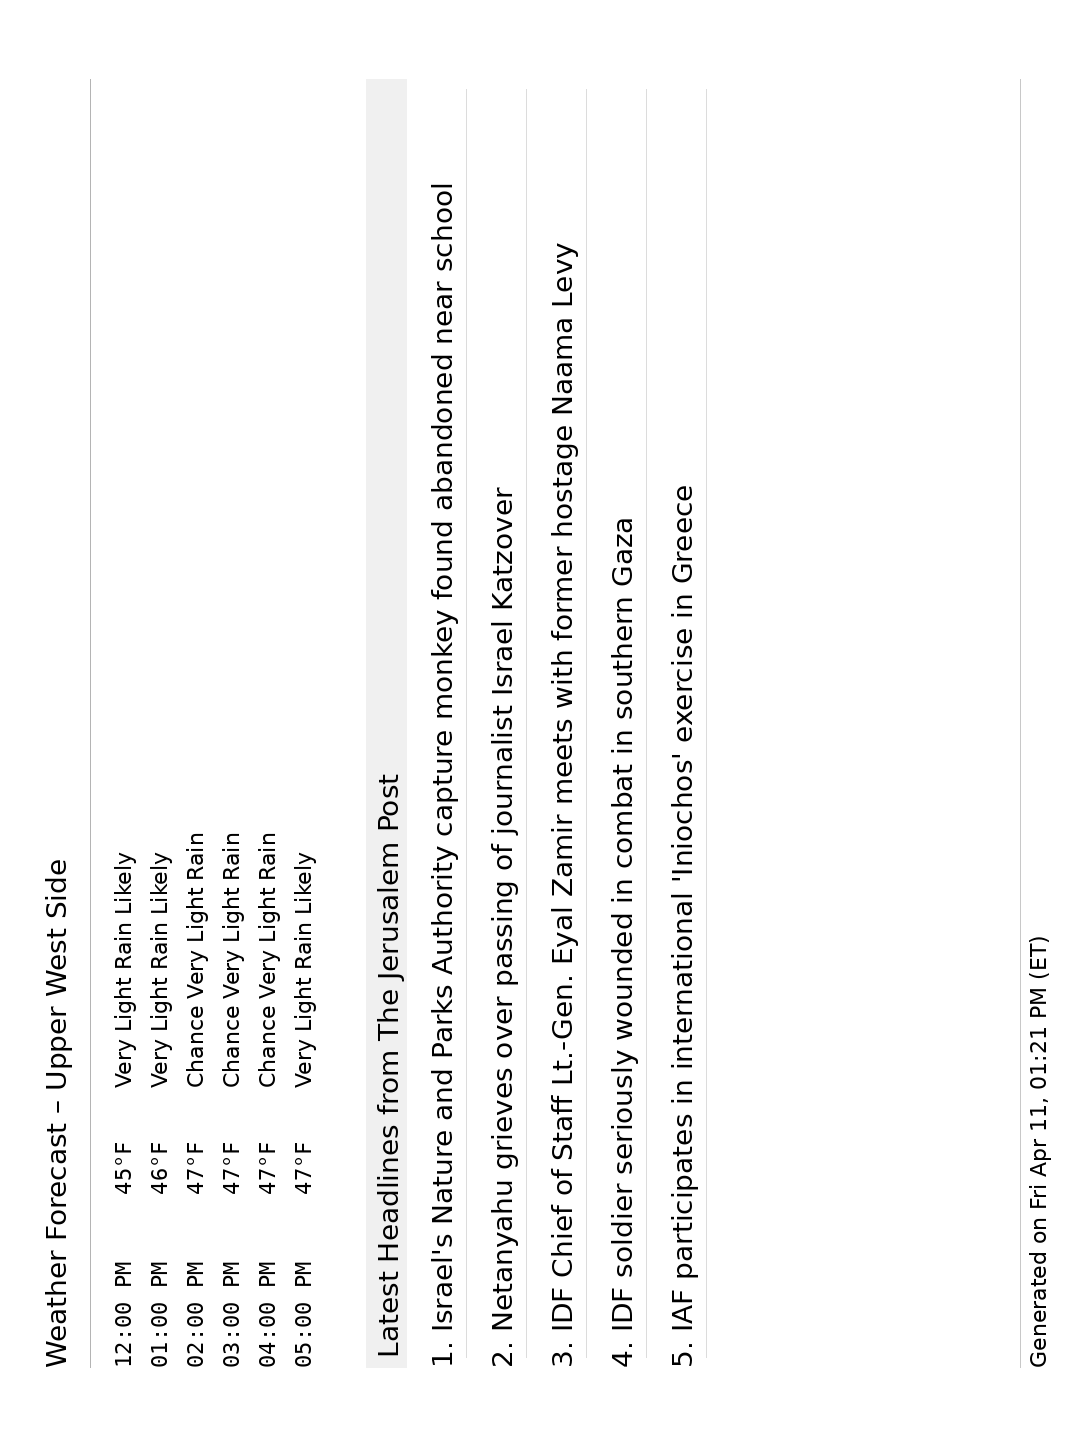 Weather Forecast – Upper West Side
12:00 PM 45°F Very Light Rain Likely
01:00 PM 46°F Very Light Rain Likely
02:00 PM 47°F Chance Very Light Rain
03:00 PM 47°F Chance Very Light Rain
04:00 PM 47°F Chance Very Light Rain
05:00 PM 47°F Very Light Rain Likely
Latest Headlines from The Jerusalem Post
1. Israel's Nature and Parks Authority capture monkey found abandoned near school
2. Netanyahu grieves over passing of journalist Israel Katzover
3. IDF Chief of Staff Lt.-Gen. Eyal Zamir meets with former hostage Naama Levy
4. IDF soldier seriously wounded in combat in southern Gaza
5. IAF participates in international 'Iniochos' exercise in Greece
Generated on Fri Apr 11, 01:21 PM (ET)